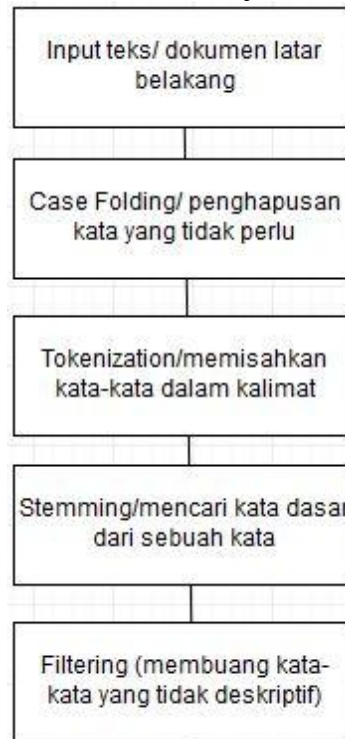 Input teks/ dokumen latar
belakang
Case Folding/ penghapusan
kata yang tidak perlu
Tokenization/memisahkan
kata-kata dalam kalimat
Stemming/mencari kata dasar
dari sebuah kata
Filtering (membuang kata-
kata yang tidak deskriptif)